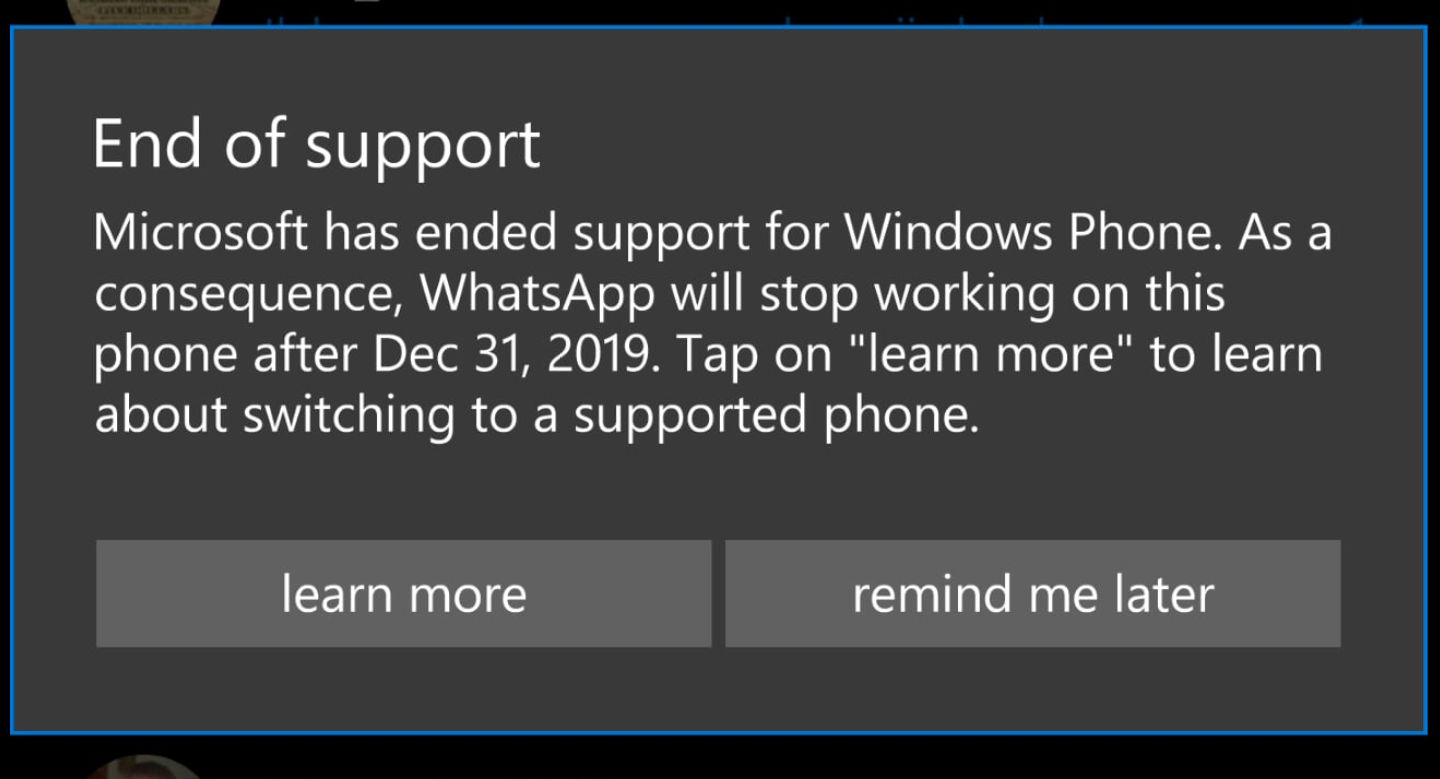 End of support
Microsoft has ended support for Windows Phone. As a
consequence, WhatsApp will stop working on this
phone after Dec 31, 2019. Tap on "learn more" to learn
about switching to a supported phone.
learn more
remind me later